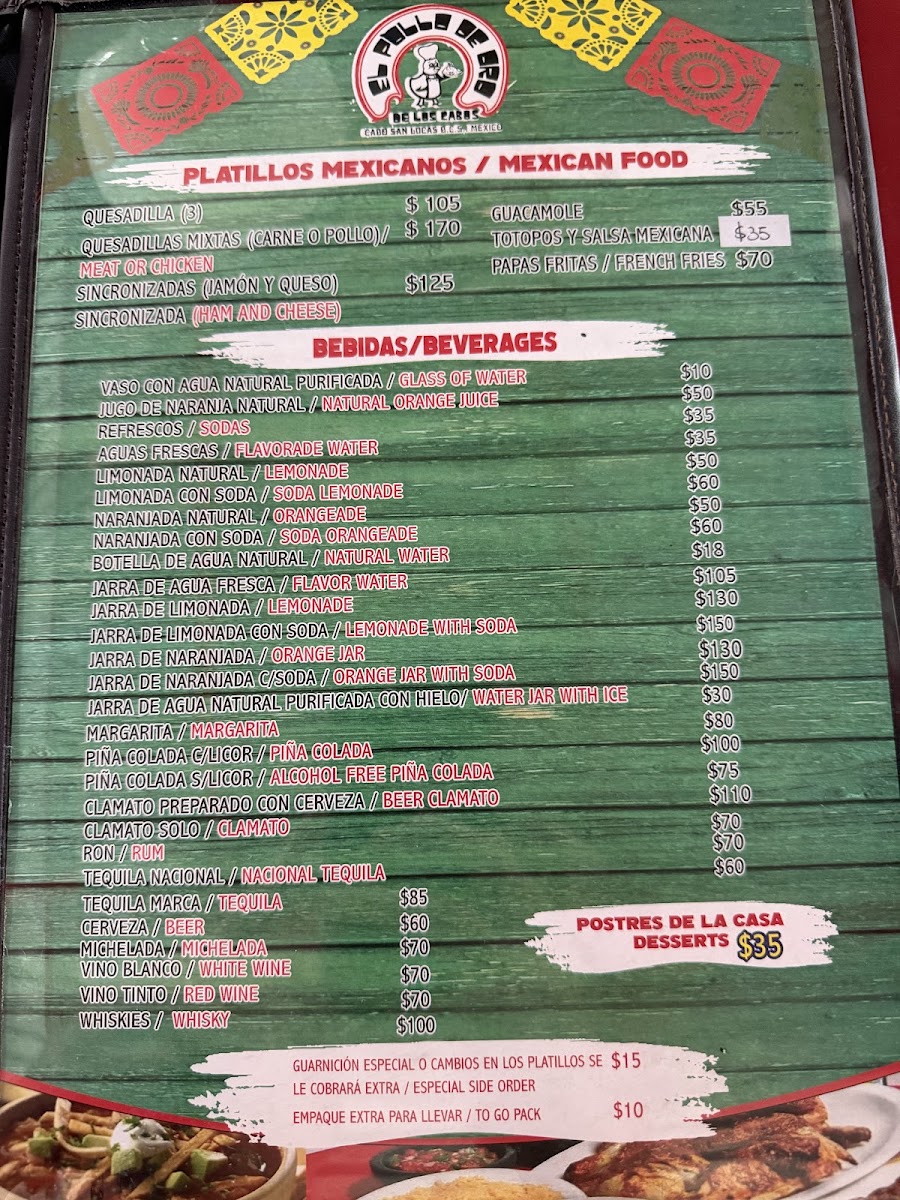 EL POLLO DE ORO
DE LOS CABOS
CABO SAN LUCAS B.C.S., MEXICO
PLATILLOS MEXICANOS / MEXICAN FOOD
QUESADILLA (3) $ 105
QUESADILLAS MIXTAS (CARNE O POLLO)/ $ 170
MEAT OR CHICKEN
SINCRONIZADAS (JAMÓN Y QUESO) $125
SINCRONIZADA (HAM AND CHEESE)
GUACAMOLE $55
TOTOPOS Y SALSA MEXICANA $35
PAPAS FRITAS / FRENCH FRIES $70
BEBIDAS/BEVERAGES
VASO CON AGUA NATURAL PURIFICADA / GLASS OF WATER $10
JUGO DE NARANJA NATURAL / NATURAL ORANGE JUICE $50
REFRESCOS / SODAS $35
AGUAS FRESCAS / FLAVORADE WATER $35
LIMONADA NATURAL / LEMONADE $50
LIMONADA CON SODA / SODA LEMONADE $60
NARANJADA NATURAL / ORANGEADE $50
NARANJADA CON SODA / SODA ORANGEADE $60
BOTELLA DE AGUA NATURAL / NATURAL WATER $18
JARRA DE AGUA FRESCA / FLAVOR WATER $105
JARRA DE LIMONADA / LEMONADE $130
JARRA DE LIMONADA CON SODA / LEMONADE WITH SODA $150
JARRA DE NARANJADA / ORANGE JAR $130
JARRA DE NARANJADA C/SODA / ORANGE JAR WITH SODA $150
JARRA DE AGUA NATURAL PURIFICADA CON HIELO/ WATER JAR WITH ICE $30
MARGARITA / MARGARITA $80
PIÑA COLADA C/LICOR / PIÑA COLADA $100
PIÑA COLADA S/LICOR / ALCOHOL FREE PIÑA COLADA $75
CLAMATO PREPARADO CON CERVEZA / BEER CLAMATO $110
CLAMATO SOLO / CLAMATO $70
RON / RUM $70
TEQUILA NACIONAL / NACIONAL TEQUILA $60
TEQUILA MARCA / TEQUILA $85
CERVEZA / BEER $60
MICHELADA / MICHELADA $70
VINO BLANCO / WHITE WINE $70
VINO TINTO / RED WINE $70
WHISKIES / WHISKY $100
POSTRES DE LA CASA
DESSERTS $35
GUARNICIÓN ESPECIAL O CAMBIOS EN LOS PLATILLOS SE $15
LE COBRARÁ EXTRA / ESPECIAL SIDE ORDER
EMPAQUE EXTRA PARA LLEVAR / TO GO PACK $10